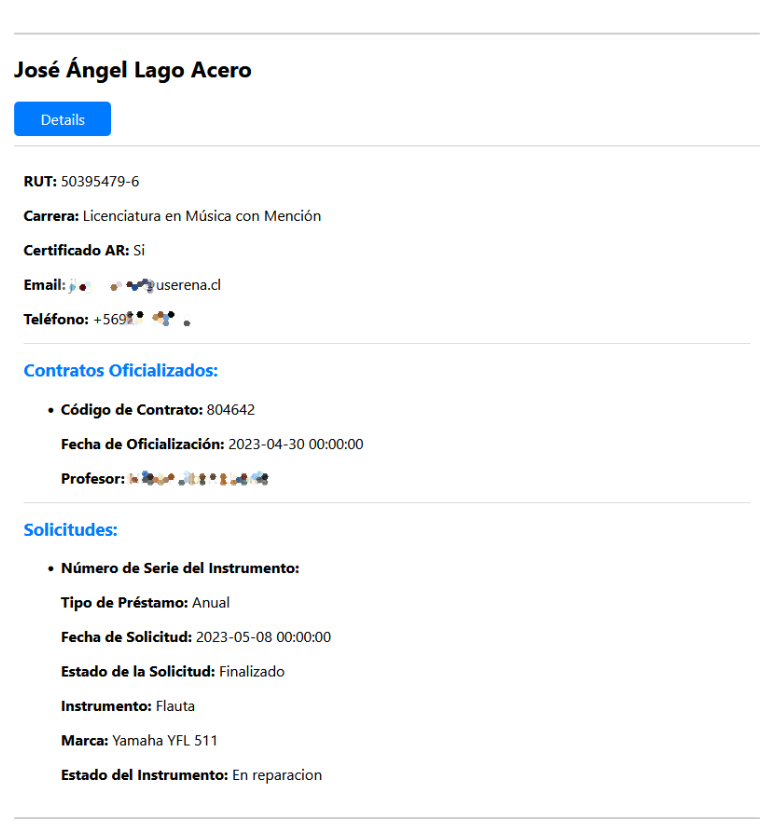 José Ángel Lago Acero
Details
RUT: 50395479-6
Carrera: Licenciatura en Música con Mención
Certificado AR: Si
Email: @userena.cl
Teléfono: +569
Contratos Oficializados:
• Código de Contrato: 804642
Fecha de Oficialización: 2023-04-30 00:00:00
Profesor:
Solicitudes:
• Número de Serie del Instrumento:
Tipo de Préstamo: Anual
Fecha de Solicitud: 2023-05-08 00:00:00
Estado de la Solicitud: Finalizado
Instrumento: Flauta
Marca: Yamaha YFL 511
Estado del Instrumento: En reparacion